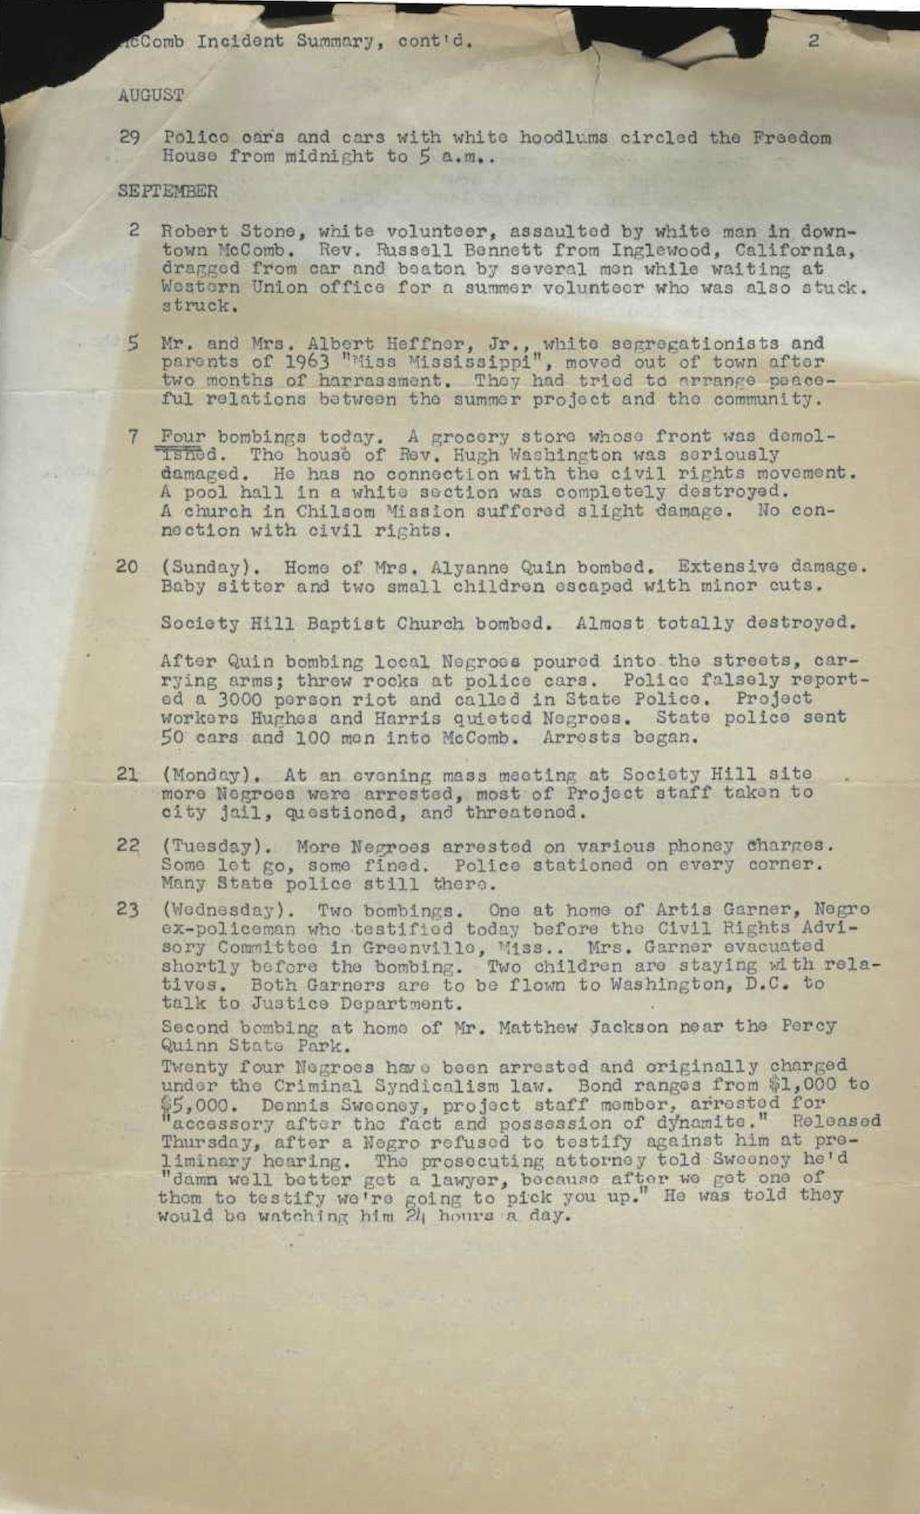 McComb Incident Summary, cont'd. 2
AUGUST
29 Police cars and cars with white hoodlums circled the Freedom
House from midnight to 5 a.m..
SEPTEMBER
2 Robert Stone, white volunteer, assaulted by white man in down-
town McComb. Rev. Russell Bennett from Inglewood, California,
dragged from car and beaten by several men while waiting at
Western Union office for a summer volunteer who was also stuck.
struck.
5 Mr. and Mrs. Albert Heffner, Jr., white segregationists and
parents of 1963 "Miss Mississippi", moved out of town after
two months of harrassment. They had tried to arrange peace-
ful relations between the summer project and the community.
7 Four bombings today. A grocery store whose front was demol-
ished. The house of Rev. Hugh Washington was seriously
damaged. He has no connection with the civil rights movement.
A pool hall in a white section was completely destroyed.
A church in Chilsom Mission suffered slight damage. No con-
nection with civil rights.
20 (Sunday). Home of Mrs. Alyanne Quin bombed. Extensive damage.
Baby sitter and two small children escaped with minor cuts.
Society Hill Baptist Church bombed. Almost totally destroyed.
After Quin bombing local Negroes poured into the streets, car-
rying arms; threw rocks at police cars. Police falsely report-
ed a 3000 person riot and called in State Police. Project
workers Hughes and Harris quieted Negroes. State police sent
50 cars and 100 men into McComb. Arrests began.
21 (Monday). At an evening mass meeting at Society Hill site
more Negroes were arrested, most of Project staff taken to
city jail, questioned, and threatened.
22 (Tuesday). More Negroes arrested on various phoney charges.
Some let go, some fined. Police stationed on every corner.
Many State police still there.
23 (Wednesday). Two bombings. One at home of Artis Garner, Negro
ex-policeman who testified today before the Civil Rights Advi-
sory Committee in Greenville, Miss.. Mrs. Garner evacuated
shortly before the bombing. Two children are staying with rela-
tives. Both Garners are to be flown to Washington, D.C. to
talk to Justice Department.
Second bombing at home of Mr. Matthew Jackson near the Percy
Quinn State Park.
Twenty four Negroes have been arrested and originally charged
under the Criminal Syndicalism law. Bond ranges from $1,000 to
$5,000. Dennis Sweeney, project staff member, arrested for
"accessory after the fact and possession of dynamite." Released
Thursday, after a Negro refused to testify against him at pre-
liminary hearing. The prosecuting attorney told Sweeney he'd
"damn well better get a lawyer, because after we get one of
them to testify we're going to pick you up." He was told they
would be watching him 24 hours a day.